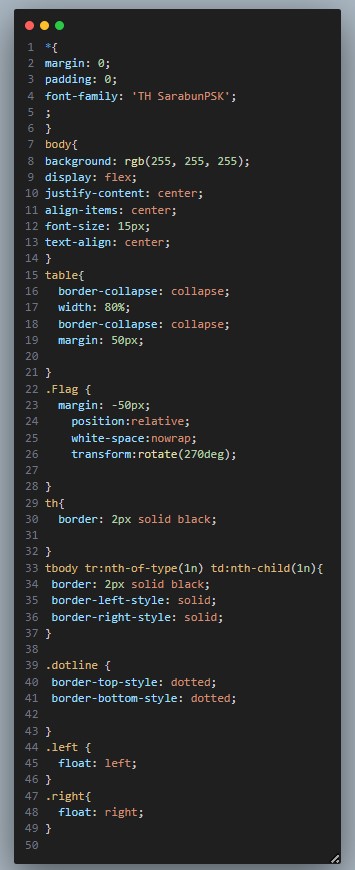 1 *{
2 margin: 0;
3 padding: 0;
4 font-family: 'TH SarabunPSK';
5 ;
6 }
7 body{
8 background: rgb(255, 255, 255);
9 display: flex;
10 justify-content: center;
11 align-items: center;
12 font-size: 15px;
13 text-align: center;
14 }
15 table{
16   border-collapse: collapse;
17   width: 80%;
18   border-collapse: collapse;
19   margin: 50px;
20
21 }
22 .Flag {
23   margin: -50px;
24     position:relative;
25     white-space:nowrap;
26     transform:rotate(270deg);
27
28 }
29 th{
30   border: 2px solid black;
31
32 }
33 tbody tr:nth-of-type(1n) td:nth-child(1n){
34  border: 2px solid black;
35  border-left-style: solid;
36  border-right-style: solid;
37 }
38
39 .dotline {
40  border-top-style: dotted;
41  border-bottom-style: dotted;
42
43 }
44 .left {
45   float: left;
46 }
47 .right{
48   float: right;
49 }
50